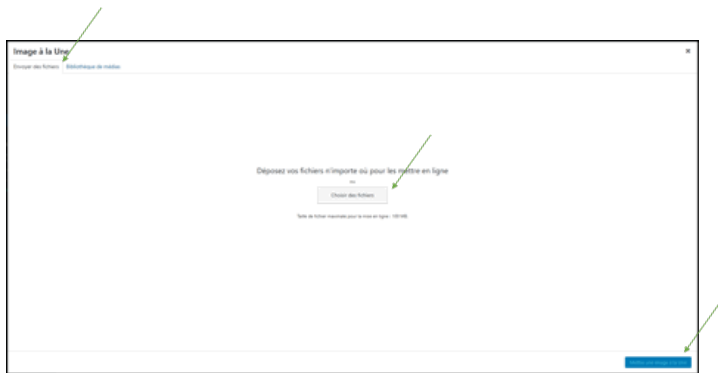 Image à la Une
Envoyer des fichiers Bibliothèque de médias
Déposez vos fichiers n'importe où pour les mettre en ligne
ou
Choisir des fichiers
Taille de fichier maximale pour la mise en ligne : 100 MB.